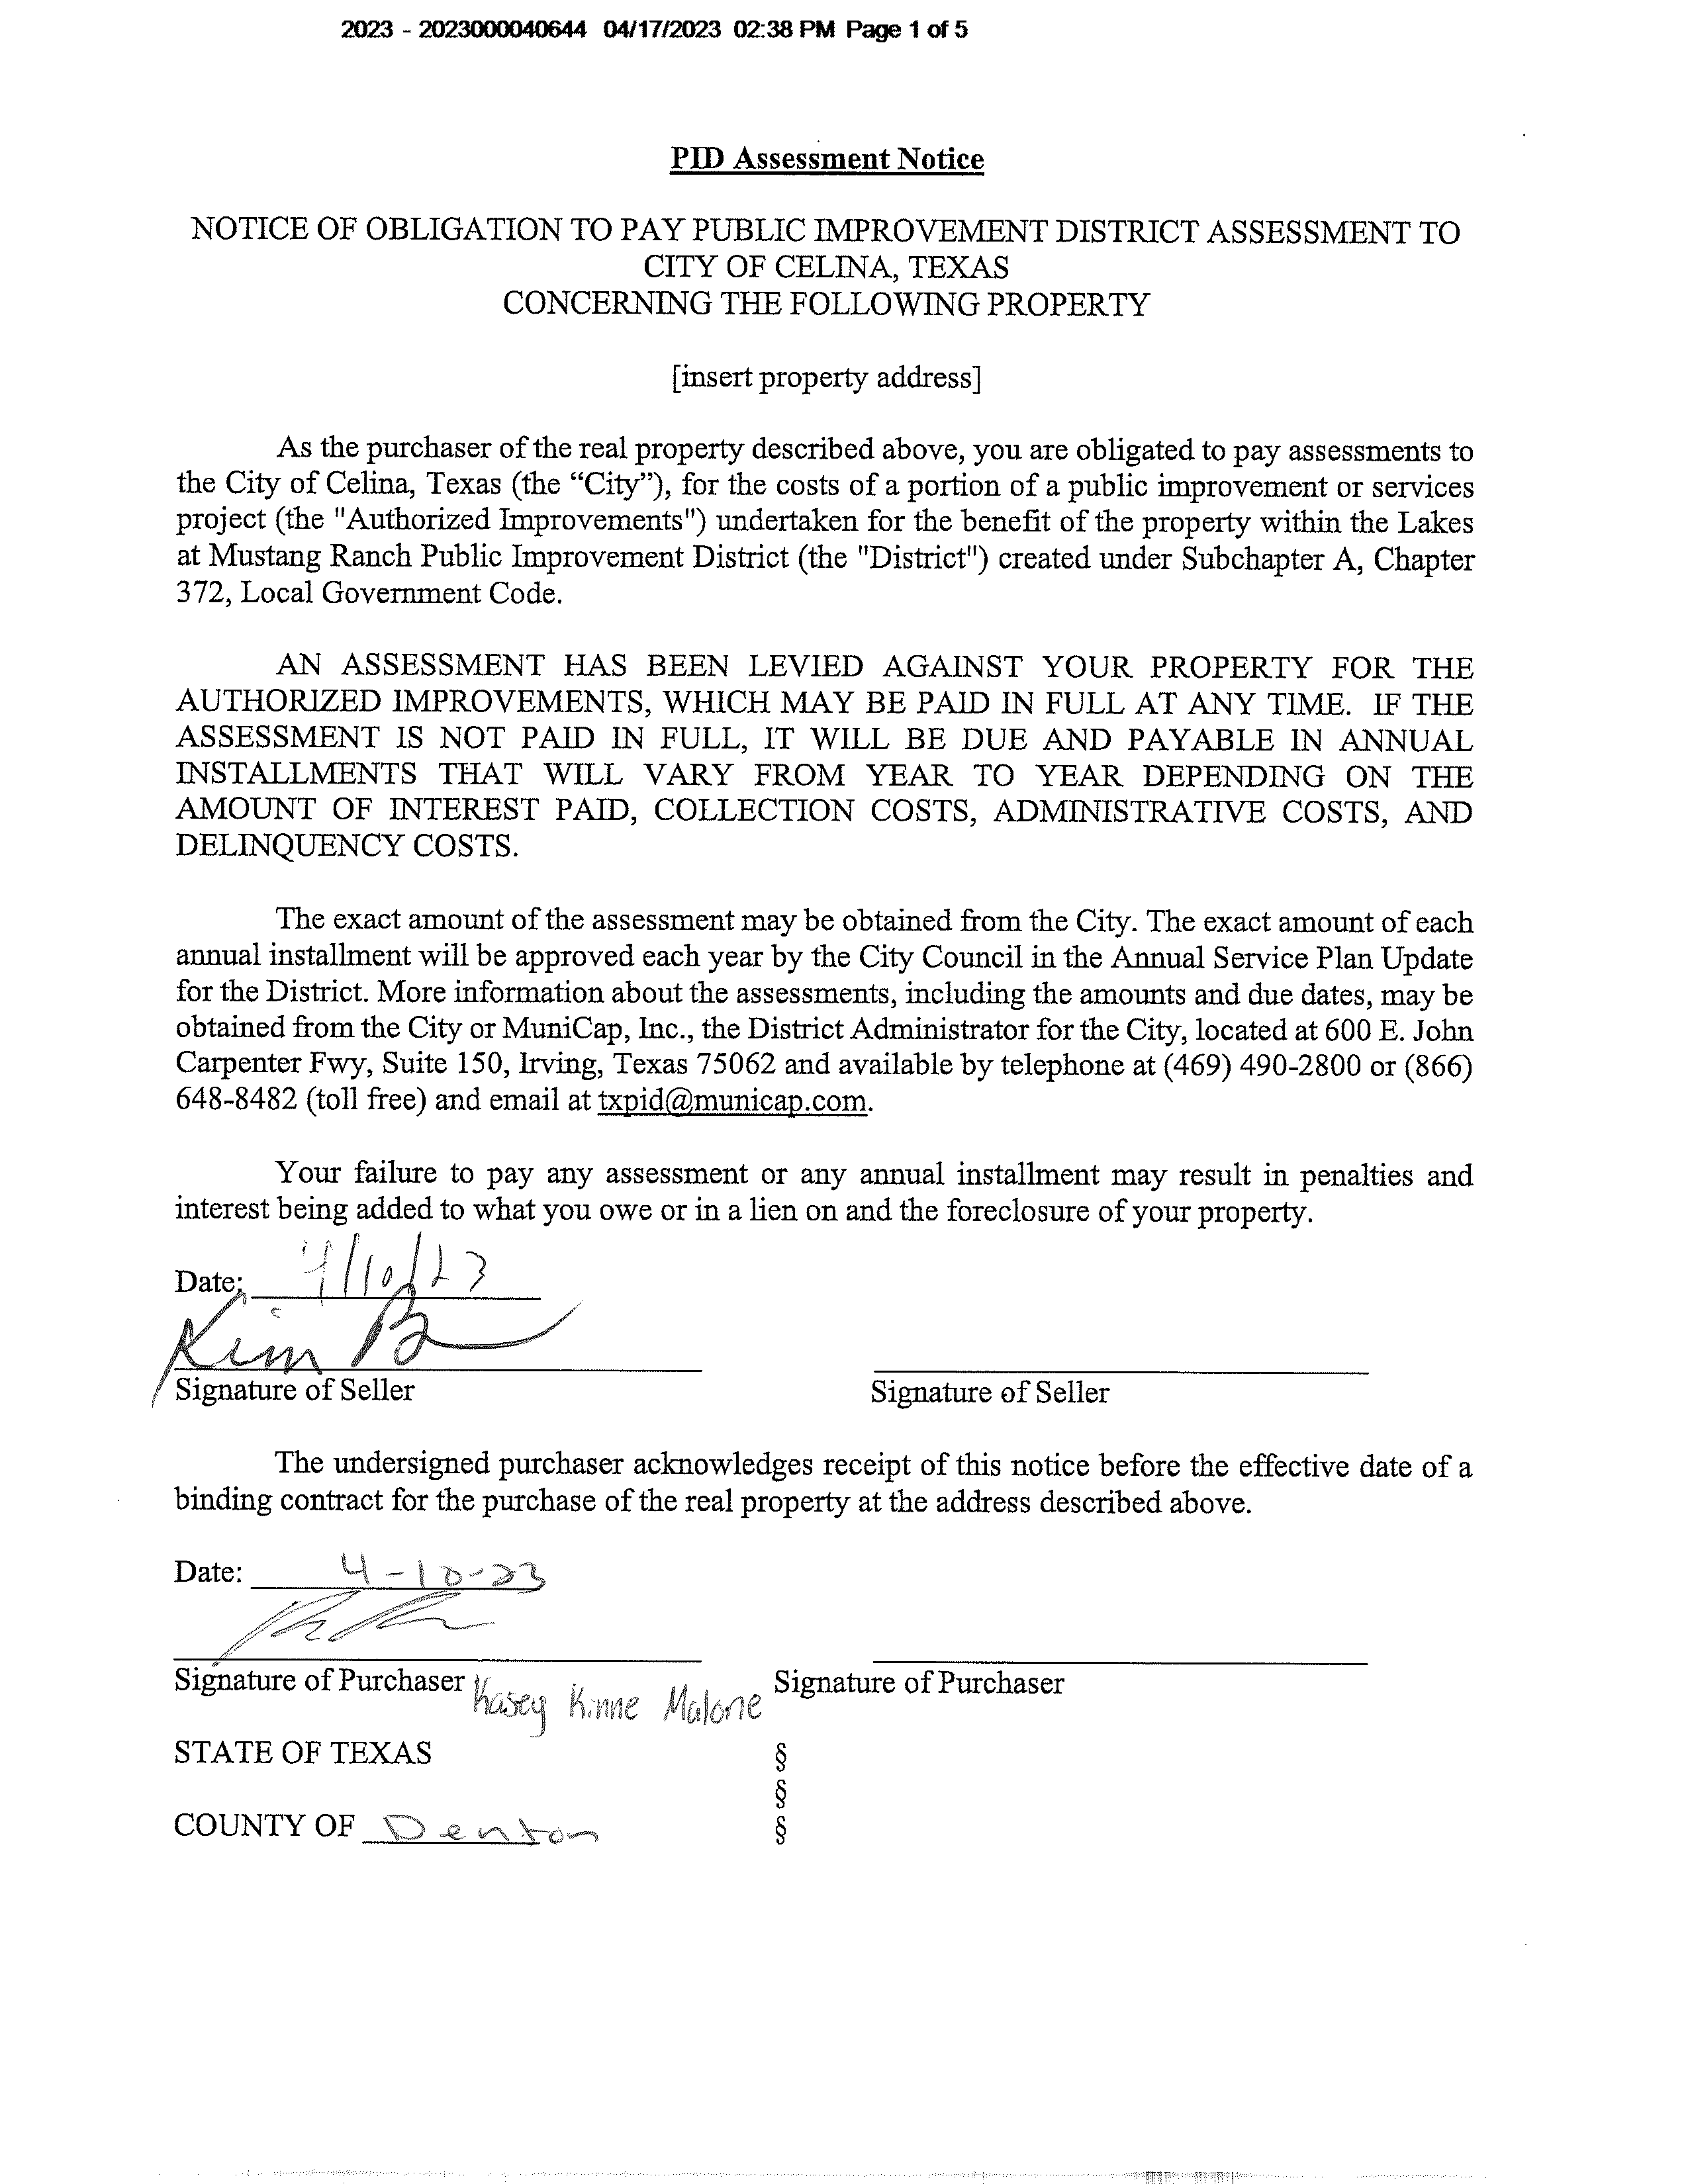 2023 - 2023000040644 04/17/2023 02:38 PM Page 1 of 5
PID Assessment Notice
NOTICE OF OBLIGATION TO PAY PUBLIC IMPROVEMENT DISTRICT ASSESSMENT TO
CITY OF CELINA, TEXAS
CONCERNING THE FOLLOWING PROPERTY
[insert property address]
As the purchaser of the real property described above, you are obligated to pay assessments to
the City of Celina, Texas (the “City”), for the costs of a portion of a public improvement or services
project (the "Authorized Improvements") undertaken for the benefit of the property within the Lakes
at Mustang Ranch Public Improvement District (the "District") created under Subchapter A, Chapter
372, Local Government Code.
AN ASSESSMENT HAS BEEN LEVIED AGAINST YOUR PROPERTY FOR THE
AUTHORIZED IMPROVEMENTS, WHICH MAY BE PAID IN FULL AT ANY TIME. IF THE
ASSESSMENT IS NOT PAID IN FULL, IT WILL BE DUE AND PAYABLE IN ANNUAL
INSTALLMENTS THAT WILL VARY FROM YEAR TO YEAR DEPENDING ON THE
AMOUNT OF INTEREST PAID, COLLECTION COSTS, ADMINISTRATIVE COSTS, AND
DELINQUENCY COSTS.
The exact amount of the assessment may be obtained from the City. The exact amount of each
annual installment will be approved each year by the City Council in the Annual Service Plan Update
for the District. More information about the assessments, including the amounts and due dates, may be
obtained from the City or MuniCap, Inc., the District Administrator for the City, located at 600 E. John
Carpenter Fwy, Suite 150, Irving, Texas 75062 and available by telephone at (469) 490-2800 or (866)
648-8482 (toll free) and email at txpid@municap.com.
Your failure to pay any assessment or any annual installment may result in penalties and
interest being added to what you owe or in a lien on and the foreclosure of your property.
Date: 4/10/23
Kim B
Signature of Seller Signature of Seller
The undersigned purchaser acknowledges receipt of this notice before the effective date of a
binding contract for the purchase of the real property at the address described above.
Date: 4-10-23
Signature of Purchaser Kasey Kinne Malone Signature of Purchaser
STATE OF TEXAS §
§
COUNTY OF Denton §